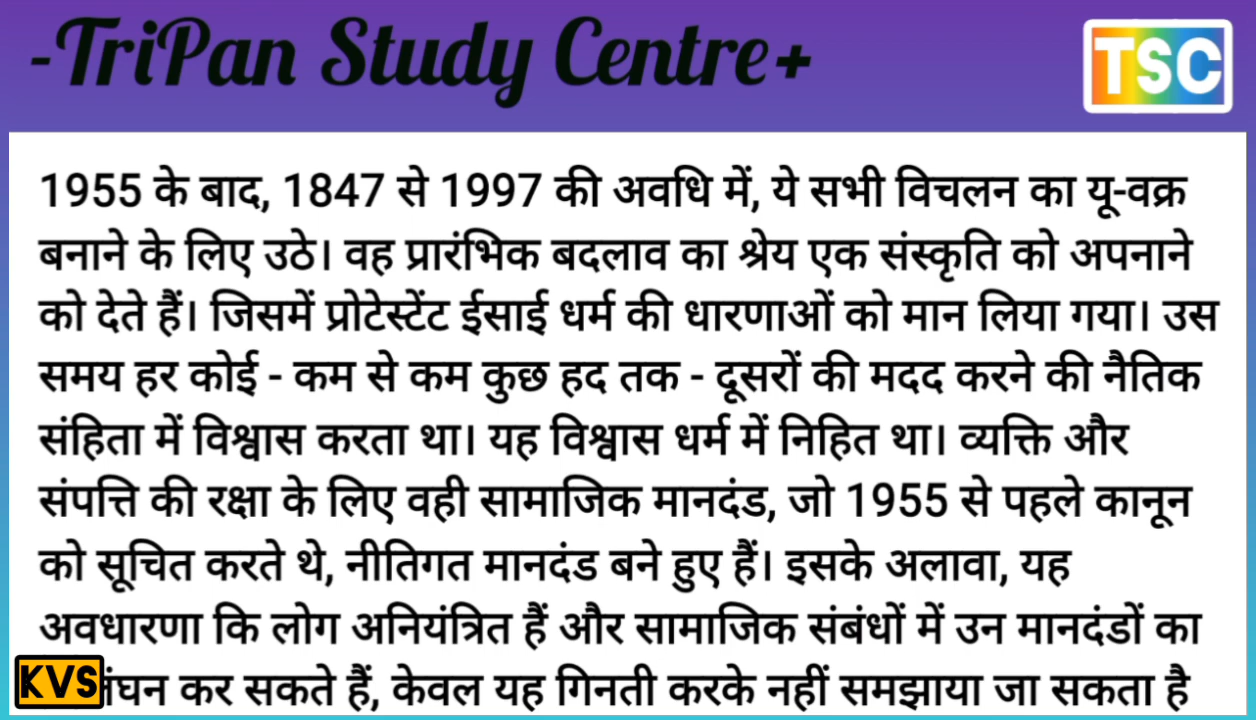 -TriPan Study Centre+
TSC
1955 के बाद, 1847 से 1997 की अवधि में, ये सभी विचलन का यू-वक्र
बनाने के लिए उठे। वह प्रारंभिक बदलाव का श्रेय एक संस्कृति को अपनाने
को देते हैं। जिसमें प्रोटेस्टेंट ईसाई धर्म की धारणाओं को मान लिया गया। उस
समय हर कोई - कम से कम कुछ हद तक - दूसरों की मदद करने की नैतिक
संहिता में विश्वास करता था। यह विश्वास धर्म में निहित था। व्यक्ति और
संपत्ति की रक्षा के लिए वही सामाजिक मानदंड, जो 1955 से पहले कानून
को सूचित करते थे, नीतिगत मानदंड बने हुए हैं। इसके अलावा, यह
अवधारणा कि लोग अनियंत्रित हैं और सामाजिक संबंधों में उन मानदंडों का
KVS कर सकते हैं, केवल यह गिनती करके नहीं समझाया जा सकता है